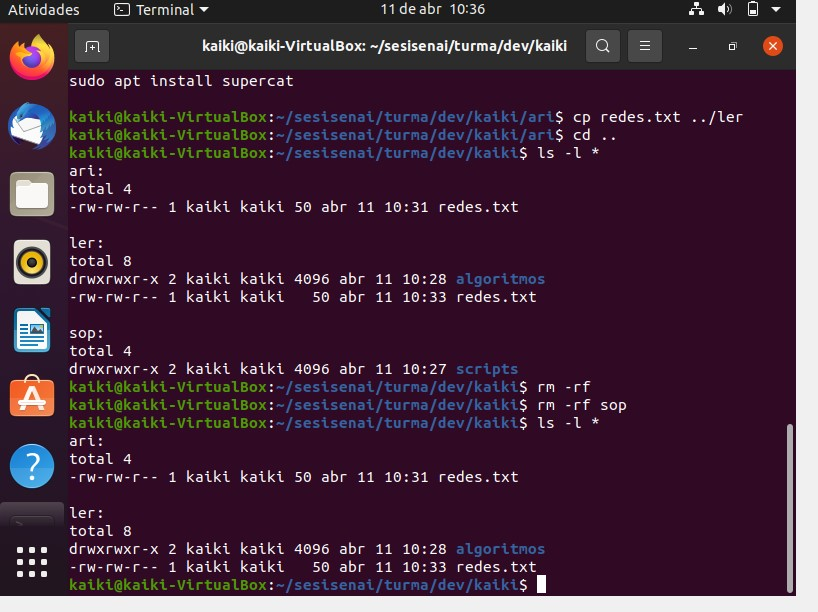 Atividades Terminal 11 de abr 10:36
kaiki@kaiki-VirtualBox: ~/sesisenai/turma/dev/kaiki
sudo apt install supercat
kaiki@kaiki-VirtualBox:~/sesisenai/turma/dev/kaiki/ari$ cp redes.txt ../ler
kaiki@kaiki-VirtualBox:~/sesisenai/turma/dev/kaiki/ari$ cd ..
kaiki@kaiki-VirtualBox:~/sesisenai/turma/dev/kaiki$ ls -l *
ari:
total 4
-rw-rw-r-- 1 kaiki kaiki 50 abr 11 10:31 redes.txt
ler:
total 8
drwxrwxr-x 2 kaiki kaiki 4096 abr 11 10:28 algoritmos
-rw-rw-r-- 1 kaiki kaiki   50 abr 11 10:33 redes.txt
sop:
total 4
drwxrwxr-x 2 kaiki kaiki 4096 abr 11 10:27 scripts
kaiki@kaiki-VirtualBox:~/sesisenai/turma/dev/kaiki$ rm -rf
kaiki@kaiki-VirtualBox:~/sesisenai/turma/dev/kaiki$ rm -rf sop
kaiki@kaiki-VirtualBox:~/sesisenai/turma/dev/kaiki$ ls -l *
ari:
total 4
-rw-rw-r-- 1 kaiki kaiki 50 abr 11 10:31 redes.txt
ler:
total 8
drwxrwxr-x 2 kaiki kaiki 4096 abr 11 10:28 algoritmos
-rw-rw-r-- 1 kaiki kaiki   50 abr 11 10:33 redes.txt
kaiki@kaiki-VirtualBox:~/sesisenai/turma/dev/kaiki$